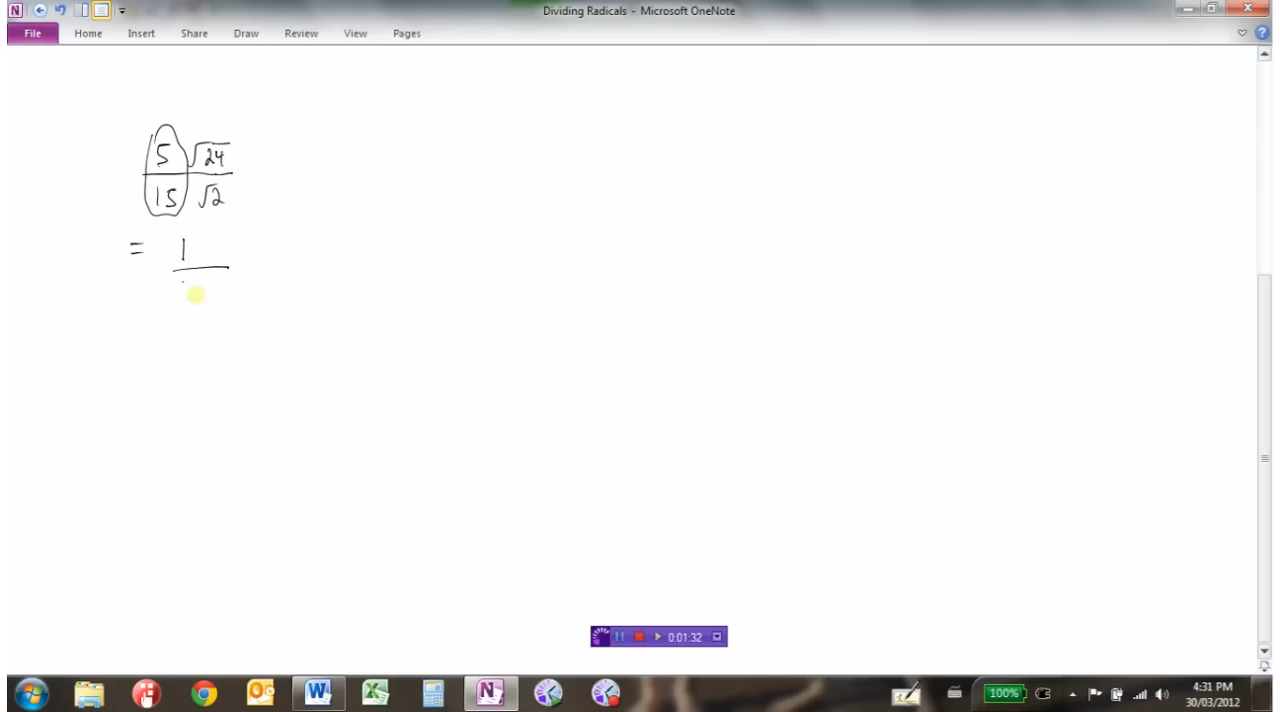 Dividing Radicals - Microsoft OneNote
File Home Insert Share Draw Review View Pages
5 √24
15 √2
= 1
0:01:32
100%
4:31 PM
30/03/2012